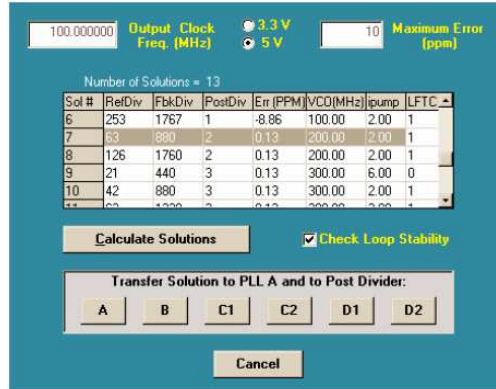 100.000000 Output Clock Freq. (MHz) 3.3 V 5 V 10 Maximum Error (ppm)
Number of Solutions = 13
Sol # RefDiv FbkDiv PostDiv Err (PPM) VCO(MHz) ipump LFTC
6 253 1767 1 -8.86 100.00 2.00 1
7 63 880 2 0.13 200.00 2.00 1
8 126 1760 2 0.13 200.00 2.00 1
9 21 440 3 0.13 300.00 6.00 0
10 42 880 3 0.13 300.00 2.00 1
Calculate Solutions Check Loop Stability
Transfer Solution to PLL A and to Post Divider:
A B C1 C2 D1 D2
Cancel